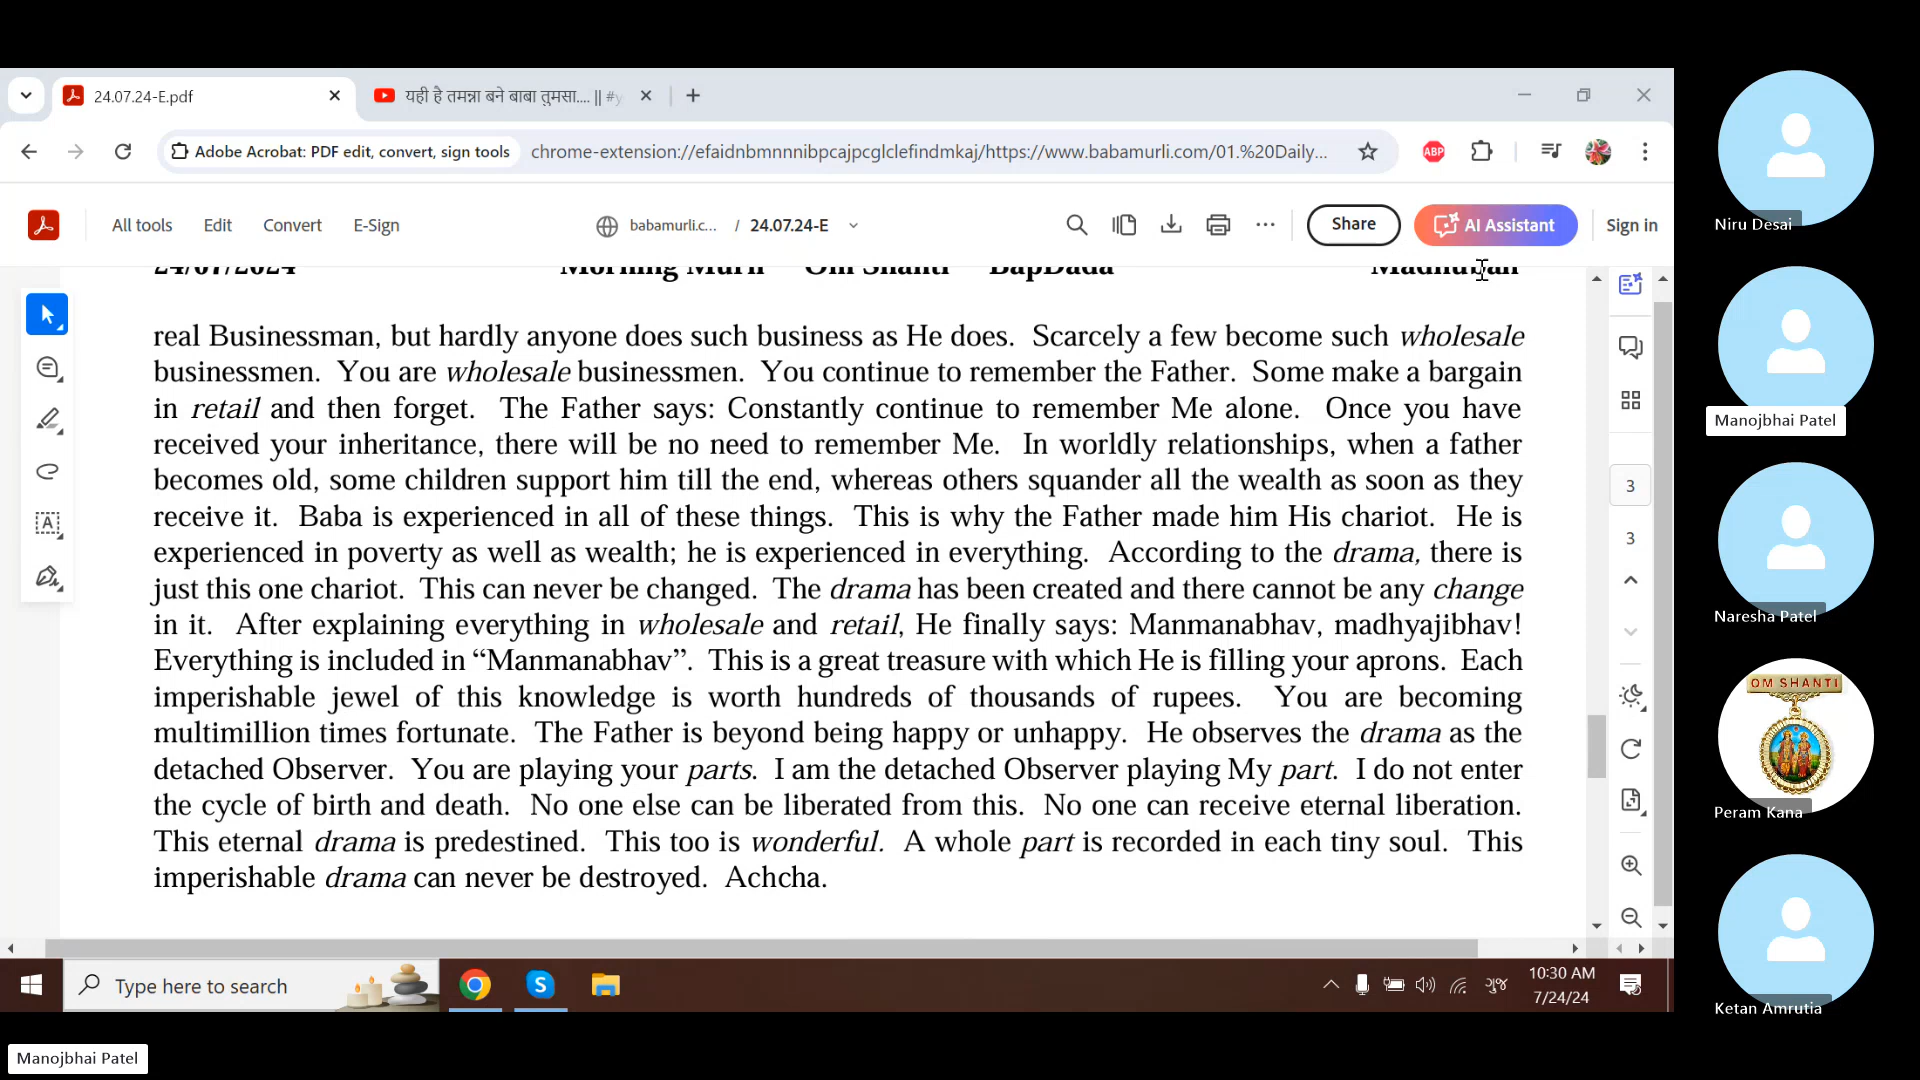 24.07.24-E.pdf
यही है तमन्ना बने बाबा तुमसा.... || #y
Adobe Acrobat: PDF edit, convert, sign tools
chrome-extension://efaidnbmnnnibpcajpcglclefindmkaj/https://www.babamurli.com/01.%20Daily...
ABP
All tools
Edit
Convert
E-Sign
babamurli.c...
/ 24.07.24-E
Share
AI Assistant
Sign in
24/07/2024 Morning Murli Om Shanti BapDada Madhuban
real Businessman, but hardly anyone does such business as He does. Scarcely a few become such wholesale
businessmen. You are wholesale businessmen. You continue to remember the Father. Some make a bargain
in retail and then forget. The Father says: Constantly continue to remember Me alone. Once you have
received your inheritance, there will be no need to remember Me. In worldly relationships, when a father
becomes old, some children support him till the end, whereas others squander all the wealth as soon as they
receive it. Baba is experienced in all of these things. This is why the Father made him His chariot. He is
experienced in poverty as well as wealth; he is experienced in everything. According to the drama, there is
just this one chariot. This can never be changed. The drama has been created and there cannot be any change
in it. After explaining everything in wholesale and retail, He finally says: Manmanabhav, madhyajibhav!
Everything is included in “Manmanabhav”. This is a great treasure with which He is filling your aprons. Each
imperishable jewel of this knowledge is worth hundreds of thousands of rupees. You are becoming
multimillion times fortunate. The Father is beyond being happy or unhappy. He observes the drama as the
detached Observer. You are playing your parts. I am the detached Observer playing My part. I do not enter
the cycle of birth and death. No one else can be liberated from this. No one can receive eternal liberation.
This eternal drama is predestined. This too is wonderful. A whole part is recorded in each tiny soul. This
imperishable drama can never be destroyed. Achcha.
3
3
Type here to search
ગુજ
10:30 AM
7/24/24
Niru Desai
Manojbhai Patel
Naresha Patel
OM SHANTI
Peram Kana
Ketan Amrutia
Manojbhai Patel